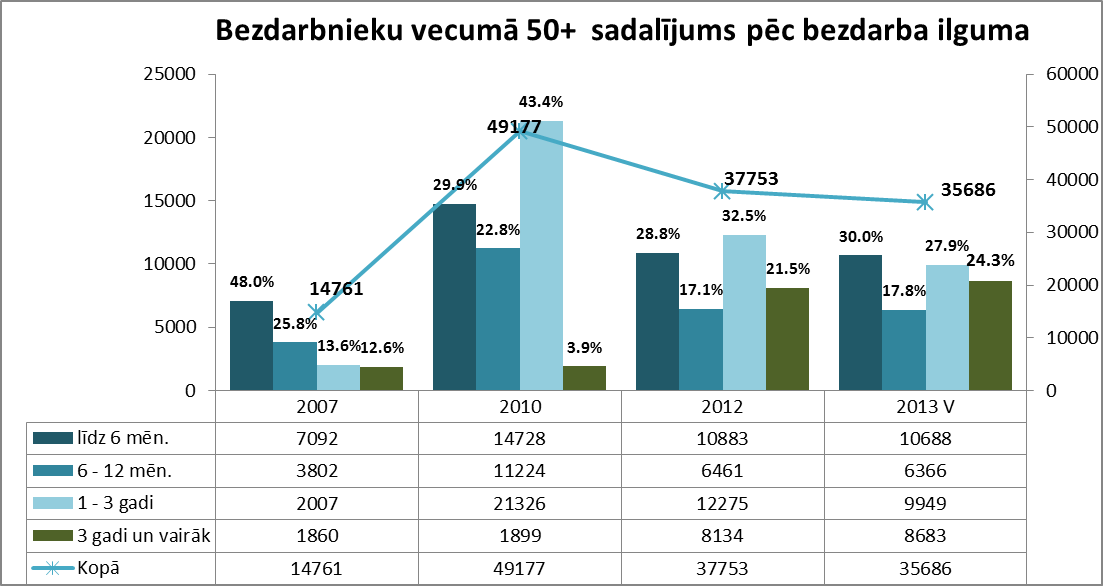 Bezdarbnieku vecumā 50+ sadalījums pēc bezdarba ilguma
25000 60000
20000 50000
15000 40000
10000 30000
5000 20000
0 10000
0
48.0% 25.8% 13.6% 12.6%
29.9% 22.8% 43.4% 3.9%
28.8% 17.1% 32.5% 21.5%
30.0% 17.8% 27.9% 24.3%
14761 49177 37753 35686
2007 2010 2012 2013 V
līdz 6 mēn. 7092 14728 10883 10688
6 - 12 mēn. 3802 11224 6461 6366
1 - 3 gadi 2007 21326 12275 9949
3 gadi un vairāk 1860 1899 8134 8683
Kopā 14761 49177 37753 35686